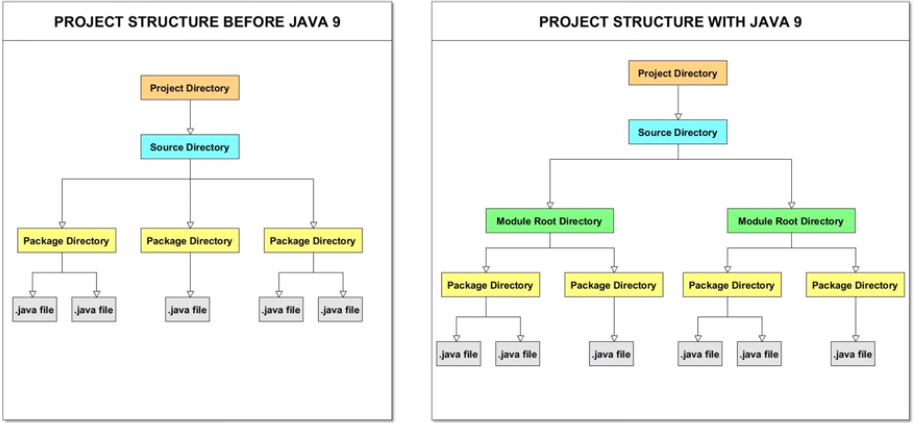 PROJECT STRUCTURE BEFORE JAVA 9
Project Directory
Source Directory
Package Directory
Package Directory
Package Directory
.java file
.java file
.java file
.java file
.java file
PROJECT STRUCTURE WITH JAVA 9
Project Directory
Source Directory
Module Root Directory
Module Root Directory
Package Directory
Package Directory
Package Directory
Package Directory
.java file
.java file
.java file
.java file
.java file
.java file